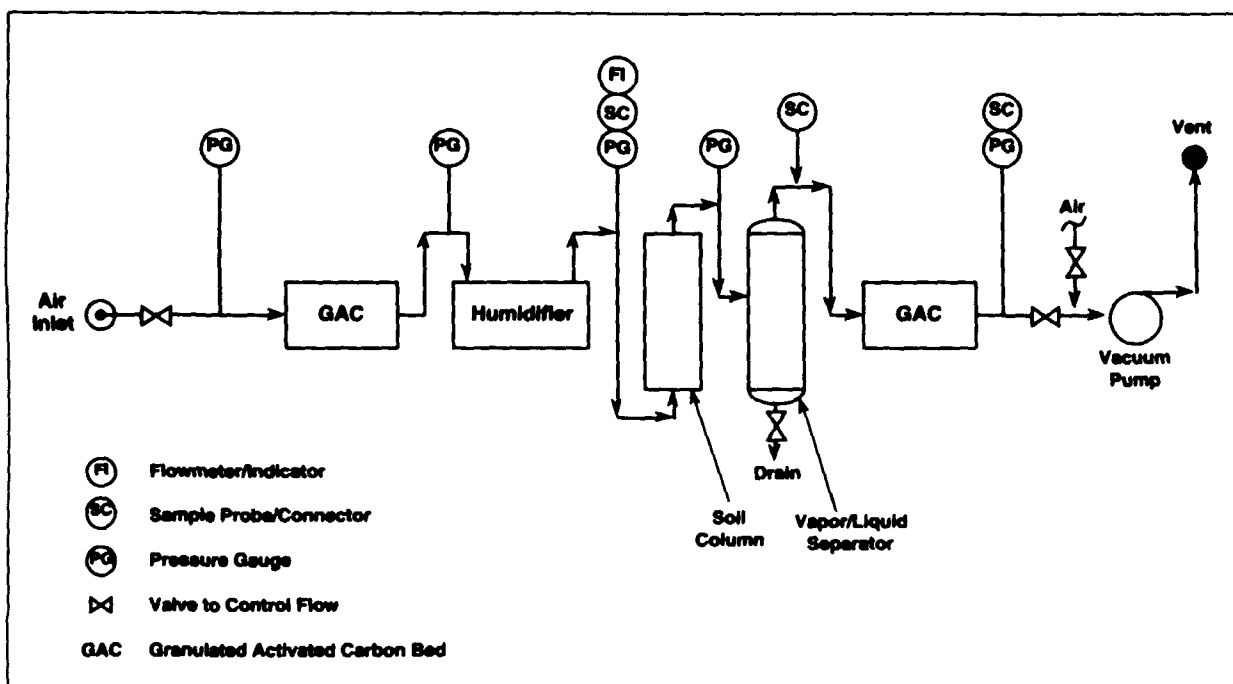 FI
SC
PG
PG
PG
PG
SC
SC
PG
Vent
Air
Air
Inlet
GAC
Humidifier
GAC
Vacuum
Pump
Drain
Soil
Column
Vapor/Liquid
Separator
FI Flowmeter/Indicator
SC Sample Probe/Connector
PG Pressure Gauge
Valve to Control Flow
GAC Granulated Activated Carbon Bed